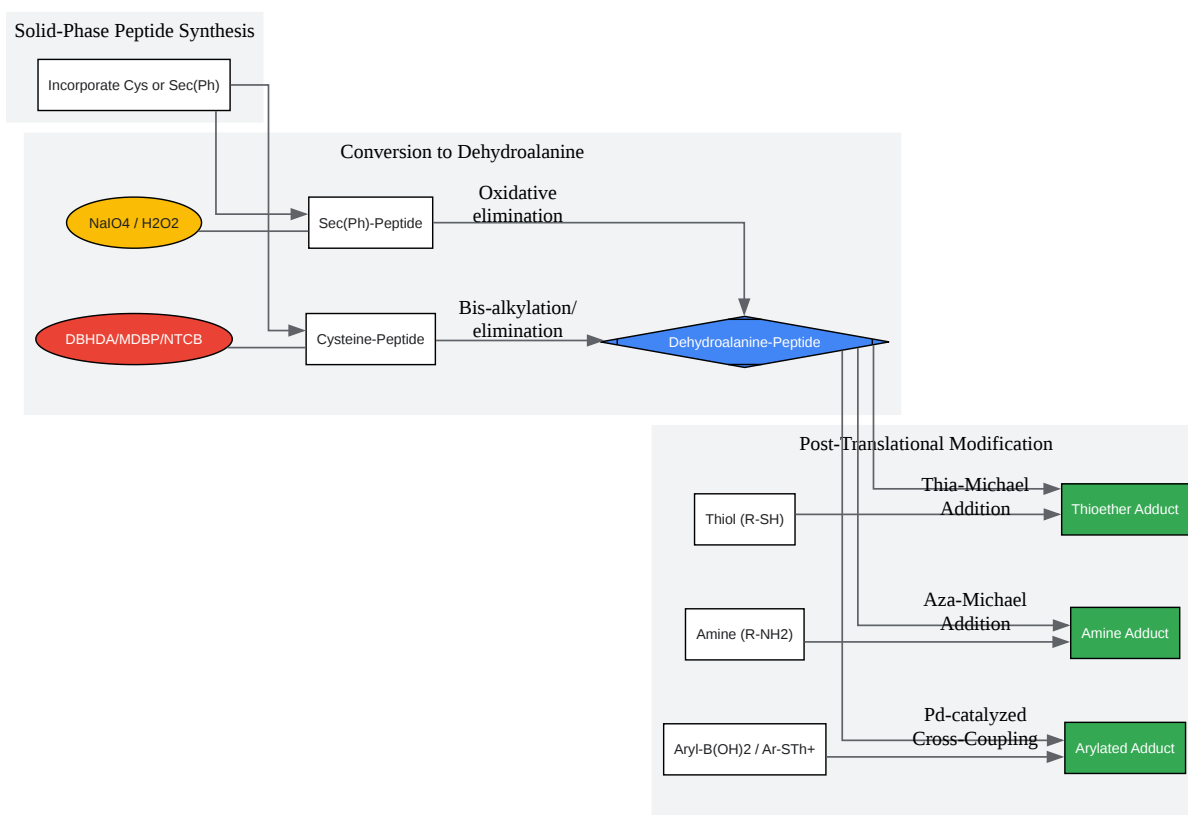 Solid-Phase Peptide Synthesis
Incorporate Cys or Sec(Ph)
Conversion to Dehydroalanine
NaIO4 / H2O2
Sec(Ph)-Peptide
Oxidative
elimination
DBHDA/MDBP/NTCB
Cysteine-Peptide
Bis-alkylation/
elimination
Dehydroalanine-Peptide
Post-Translational Modification
Thiol (R-SH)
Thia-Michael
Addition
Thioether Adduct
Amine (R-NH2)
Aza-Michael
Addition
Amine Adduct
Aryl-B(OH)2 / Ar-STh+
Pd-catalyzed
Cross-Coupling
Arylated Adduct